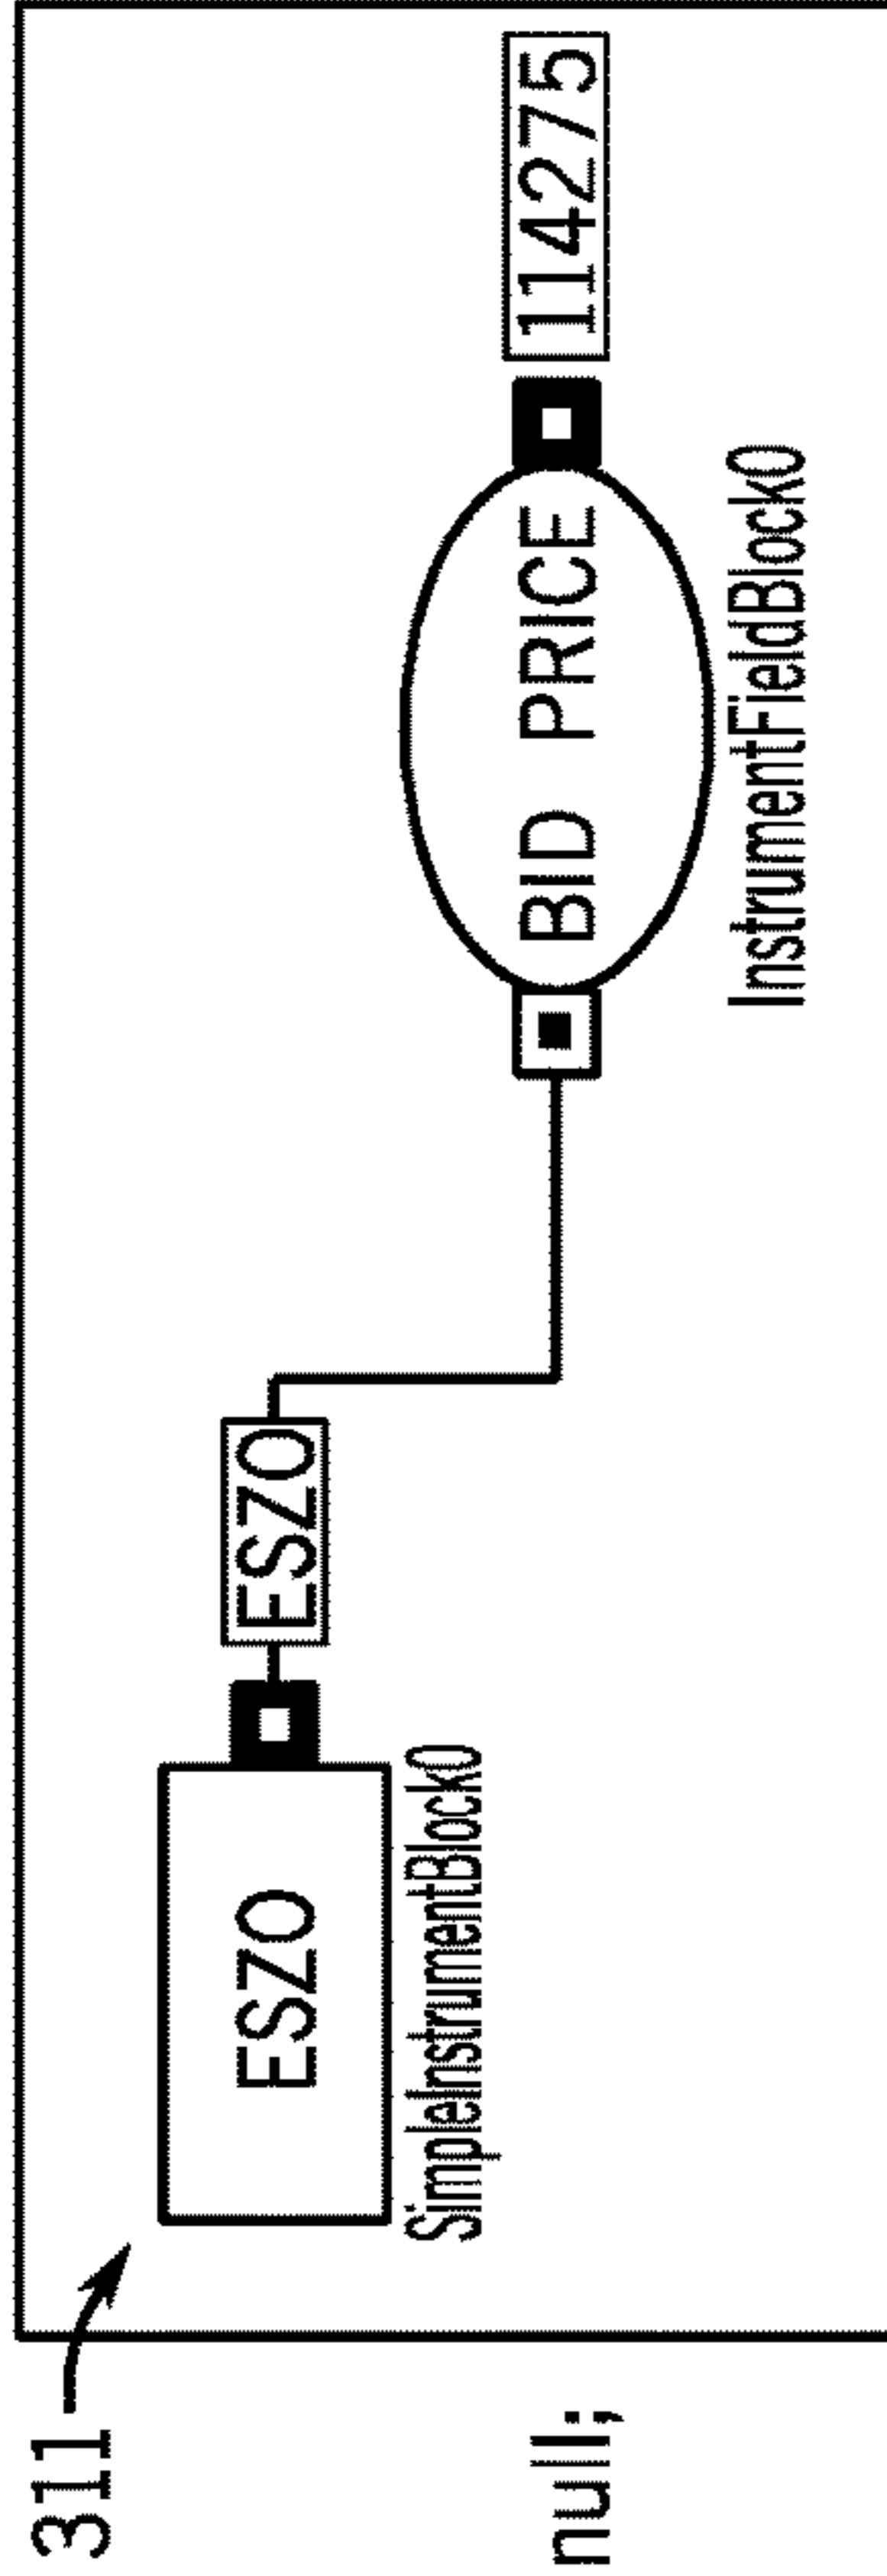 311
ESZO
ESZO
SimpleInstrumentBlock0
BID PRICE
114275
InstrumentFieldBlock0
null;